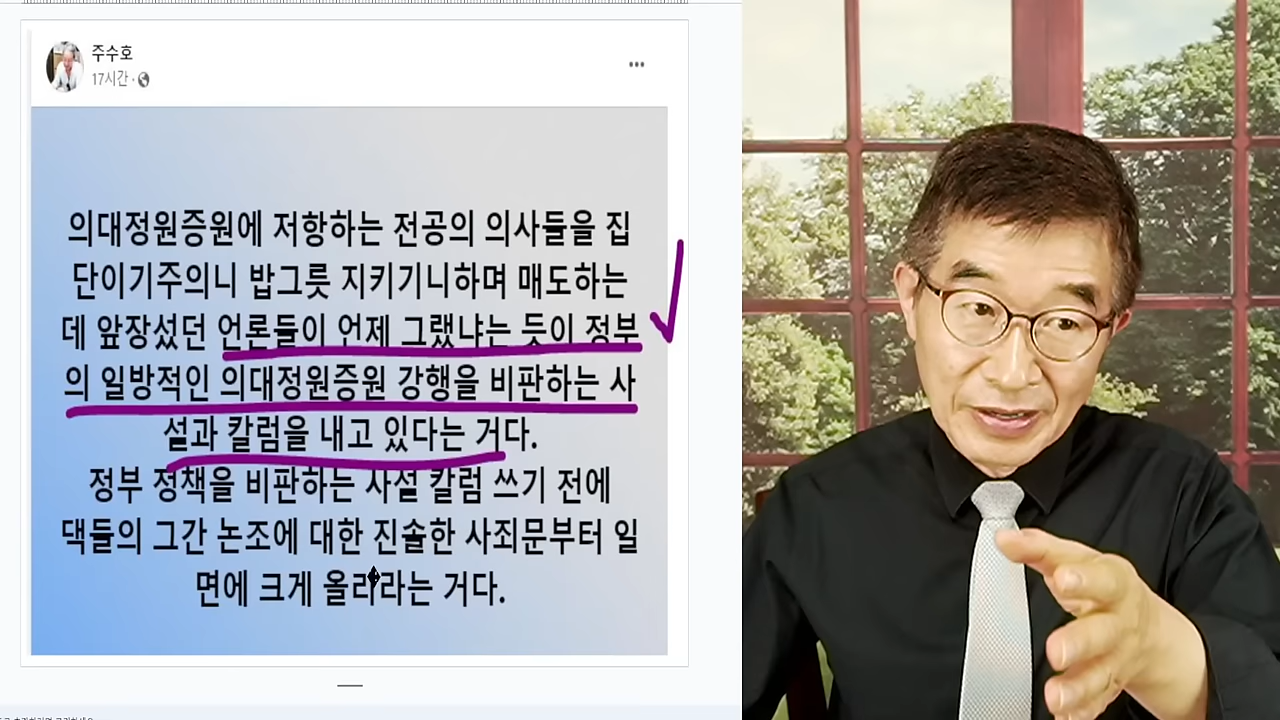 주수호
17시간
의대정원증원에 저항하는 전공의 의사들을 집
단이기주의니 밥그릇 지키기니하며 매도하는
데 앞장섰던 언론들이 언제 그랬냐는 듯이 정부
의 일방적인 의대정원증원 강행을 비판하는 사
설과 칼럼을 내고 있다는 거다.
정부 정책을 비판하는 사설 칼럼 쓰기 전에
댁들의 그간 논조에 대한 진솔한 사죄문부터 일
면에 크게 올리라는 거다.